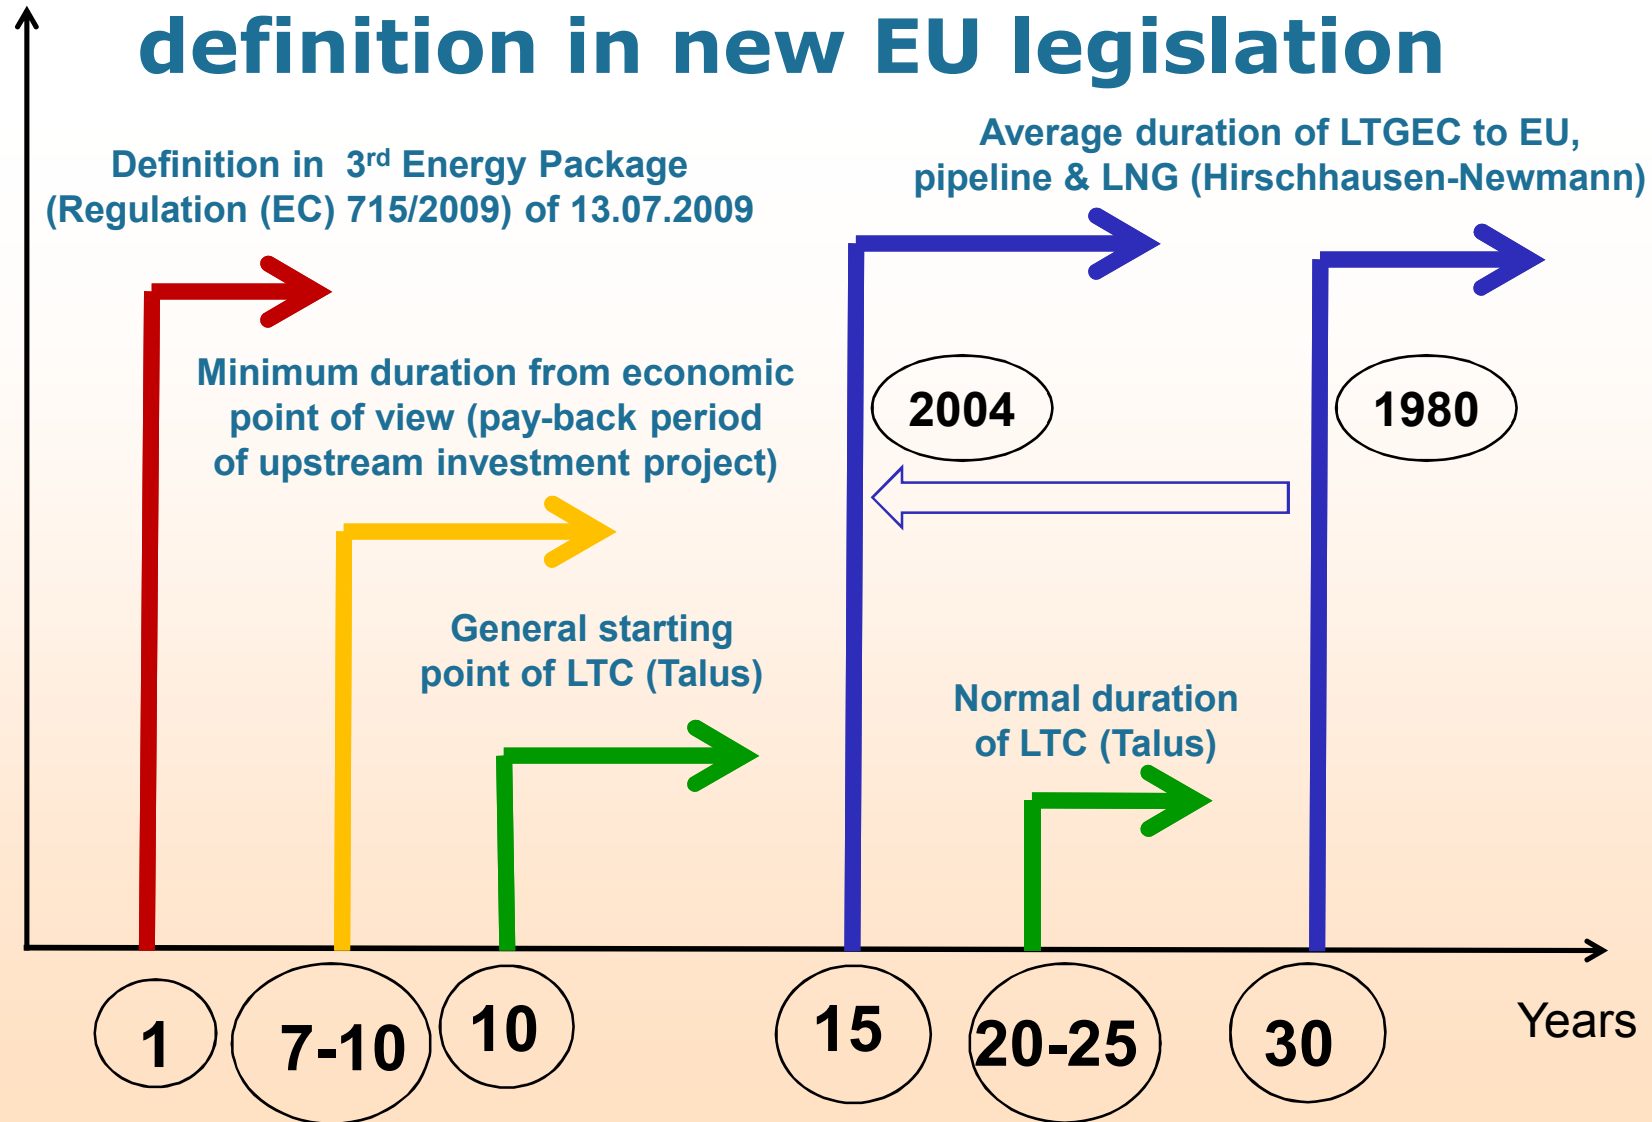 definition in new EU legislation
Definition in 3rd Energy Package
(Regulation (EC) 715/2009) of 13.07.2009
Average duration of LTGEC to EU,
pipeline & LNG (Hirschhausen-Newmann)
Minimum duration from economic
point of view (pay-back period
of upstream investment project)
2004
1980
General starting
point of LTC (Talus)
Normal duration
of LTC (Talus)
1
7-10
10
15
20-25
30
Years